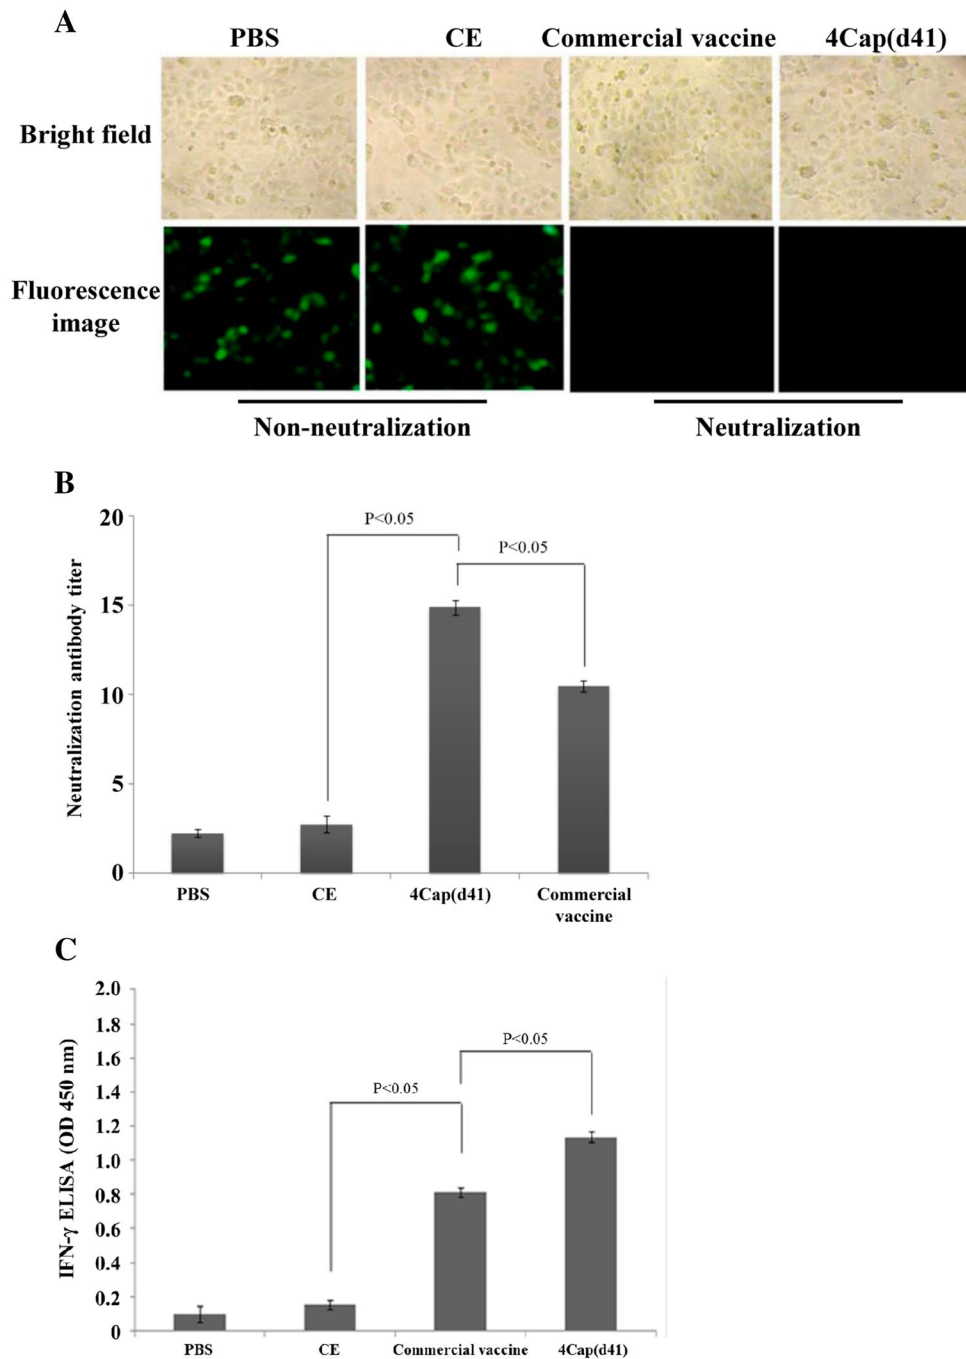 A
PBS CE Commercial vaccine 4Cap(d41)
Bright field
Fluorescence
image
Non-neutralization Neutralization
B
Neutralization antibody titer
20
15
10
5
0
P<0.05
P<0.05
PBS CE 4Cap(d41) Commercial
vaccine
C
IFN-γ ELISA (OD 450 nm)
2.0
1.8
1.6
1.4
1.2
1.0
0.8
0.6
0.4
0.2
0
P<0.05
P<0.05
PBS CE Commercial vaccine 4Cap(d41)